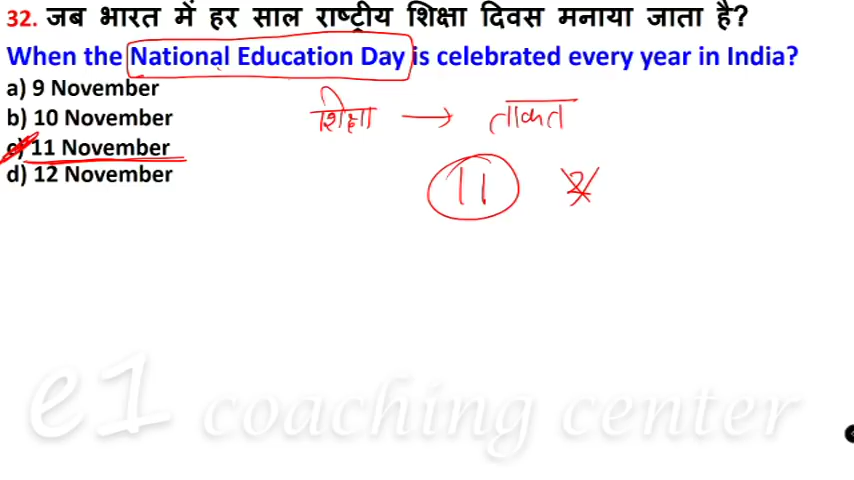 32. जब भारत में हर साल राष्ट्रीय शिक्षा दिवस मनाया जाता है?
When the National Education Day is celebrated every year in India?
a) 9 November
b) 10 November
शिक्षा → ताकत
c) 11 November
d) 12 November
11
e1 coaching center